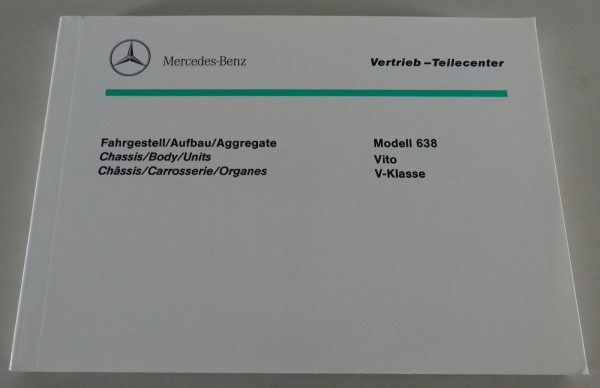 Mercedes-Benz Vertrieb-Teilecenter
Fahrgestell/Aufbau/Aggregate Modell 638
Chassis/Body/Units Vito
Châssis/Carrosserie/Organes V-Klasse